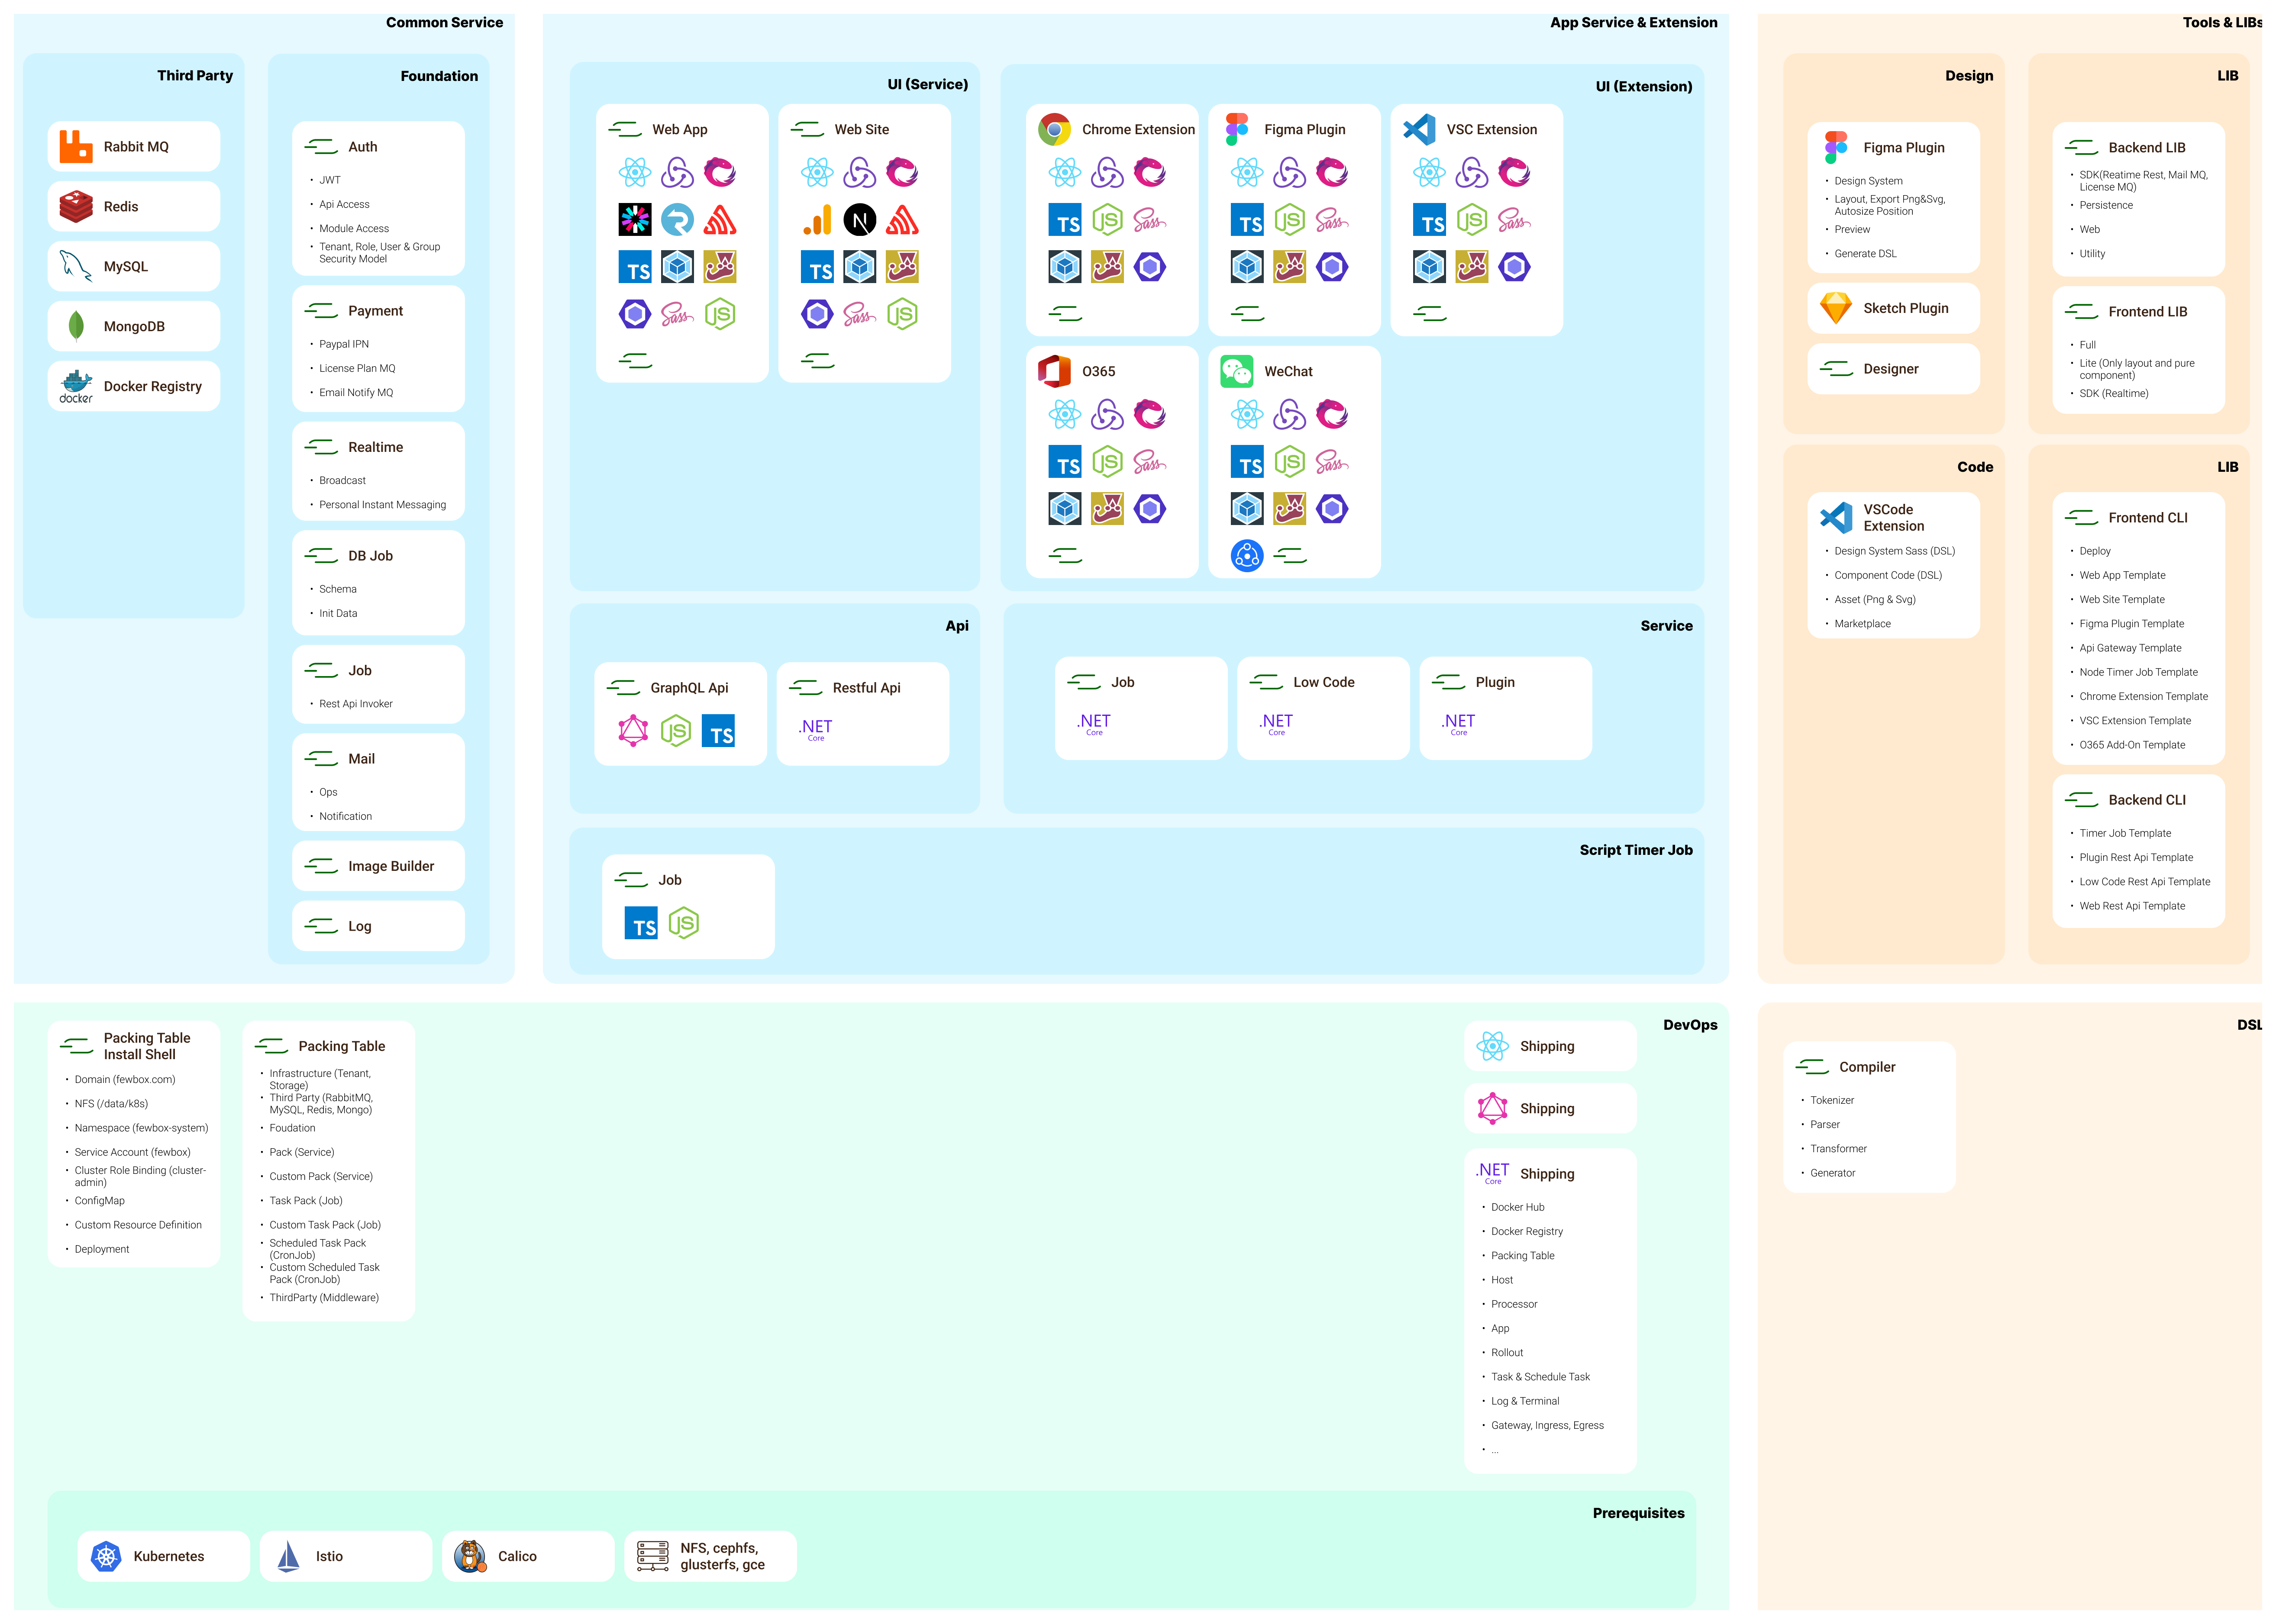 Common Service
Third Party
Rabbit MQ
Redis
MySQL
MongoDB
docker
Docker Registry
Foundation
Auth
• JWT
• Api Access
• Module Access
• Tenant, Role, User & Group
Security Model
Payment
• Paypal IPN
• License Plan MQ
• Email Notify MQ
Realtime
• Broadcast
• Personal Instant Messaging
DB Job
• Schema
• Init Data
Job
• Rest Api Invoker
Mail
• Ops
• Notification
Image Builder
Log
App Service & Extension
UI (Service)
Web App
TS
Sass
JS
Web Site
N
TS
Sass
JS
UI (Extension)
Chrome Extension
TS
JS
Sass
Figma Plugin
TS
JS
Sass
VSC Extension
TS
JS
Sass
O365
TS
JS
Sass
WeChat
TS
JS
Sass
Api
GraphQL Api
JS
TS
Restful Api
.NET
Core
Service
Job
.NET
Core
Low Code
.NET
Core
Plugin
.NET
Core
Script Timer Job
Job
TS
JS
Tools & LIBs
Design
Figma Plugin
• Design System
• Layout, Export Png&Svg,
Autosize Position
• Preview
• Generate DSL
Sketch Plugin
Designer
LIB
Backend LIB
• SDK(Reatime Rest, Mail MQ,
License MQ)
• Persistence
• Web
• Utility
Frontend LIB
• Full
• Lite (Only layout and pure
component)
• SDK (Realtime)
Code
VSCode
Extension
• Design System Sass (DSL)
• Component Code (DSL)
• Asset (Png & Svg)
• Marketplace
LIB
Frontend CLI
• Deploy
• Web App Template
• Web Site Template
• Figma Plugin Template
• Api Gateway Template
• Node Timer Job Template
• Chrome Extension Template
• VSC Extension Template
• O365 Add-On Template
Backend CLI
• Timer Job Template
• Plugin Rest Api Template
• Low Code Rest Api Template
• Web Rest Api Template
DevOps
Packing Table
Install Shell
• Domain (fewbox.com)
• NFS (/data/k8s)
• Namespace (fewbox-system)
• Service Account (fewbox)
• Cluster Role Binding (cluster-
admin)
• ConfigMap
• Custom Resource Definition
• Deployment
Packing Table
• Infrastructure (Tenant,
Storage)
• Third Party (RabbitMQ,
MySQL, Redis, Mongo)
• Foudation
• Pack (Service)
• Custom Pack (Service)
• Task Pack (Job)
• Custom Task Pack (Job)
• Scheduled Task Pack
(CronJob)
• Custom Scheduled Task
Pack (CronJob)
• ThirdParty (Middleware)
Shipping
Shipping
.NET
Core
Shipping
• Docker Hub
• Docker Registry
• Packing Table
• Host
• Processor
• App
• Rollout
• Task & Schedule Task
• Log & Terminal
• Gateway, Ingress, Egress
• ...
Prerequisites
Kubernetes
Istio
Calico
NFS, cephfs,
glusterfs, gce
DSL
Compiler
• Tokenizer
• Parser
• Transformer
• Generator